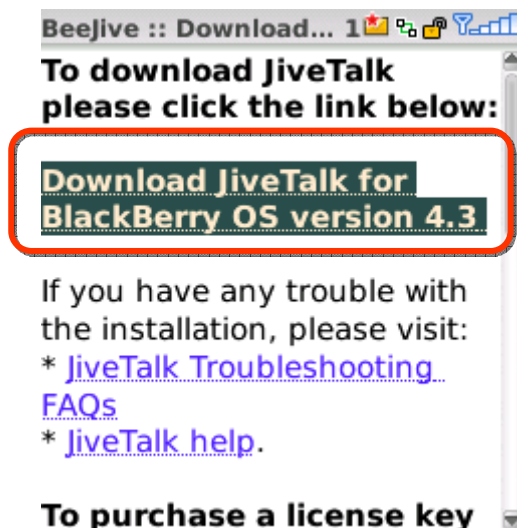 BeeJive :: Download... 1
To download JiveTalk
please click the link below:
Download JiveTalk for
BlackBerry OS version 4.3
If you have any trouble with
the installation, please visit:
* JiveTalk Troubleshooting
FAQs
* JiveTalk help.
To purchase a license key